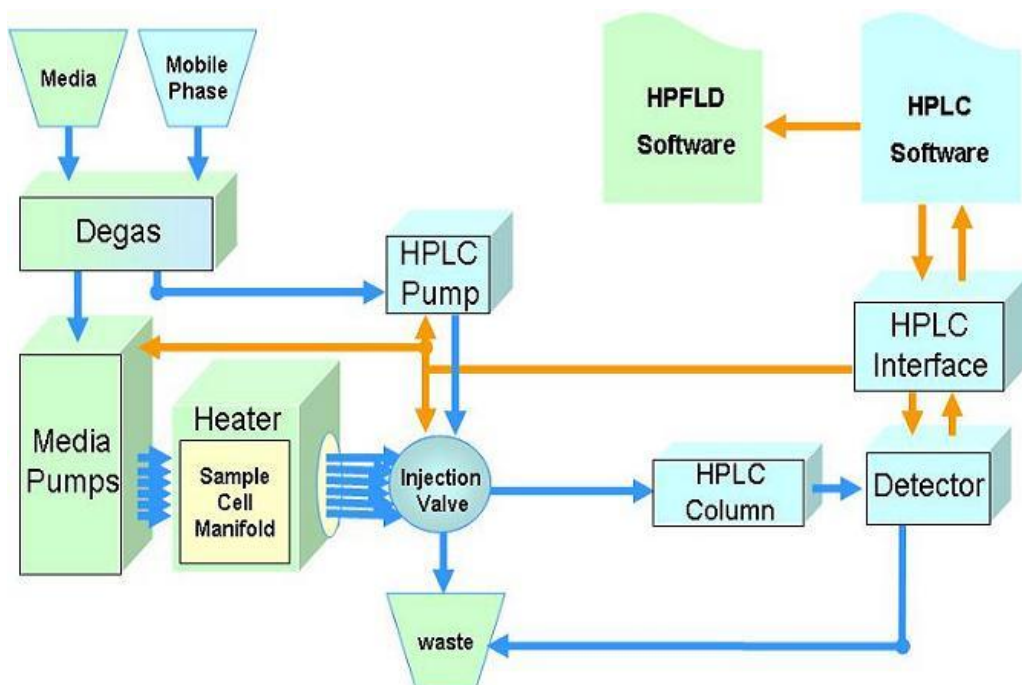 Media
Mobile
Phase
HPFLD
Software
HPLC
Software
Degas
HPLC
Pump
HPLC
Interface
Media
Pumps
Heater
Sample
Cell
Manifold
Injection
Valve
HPLC
Column
Detector
waste